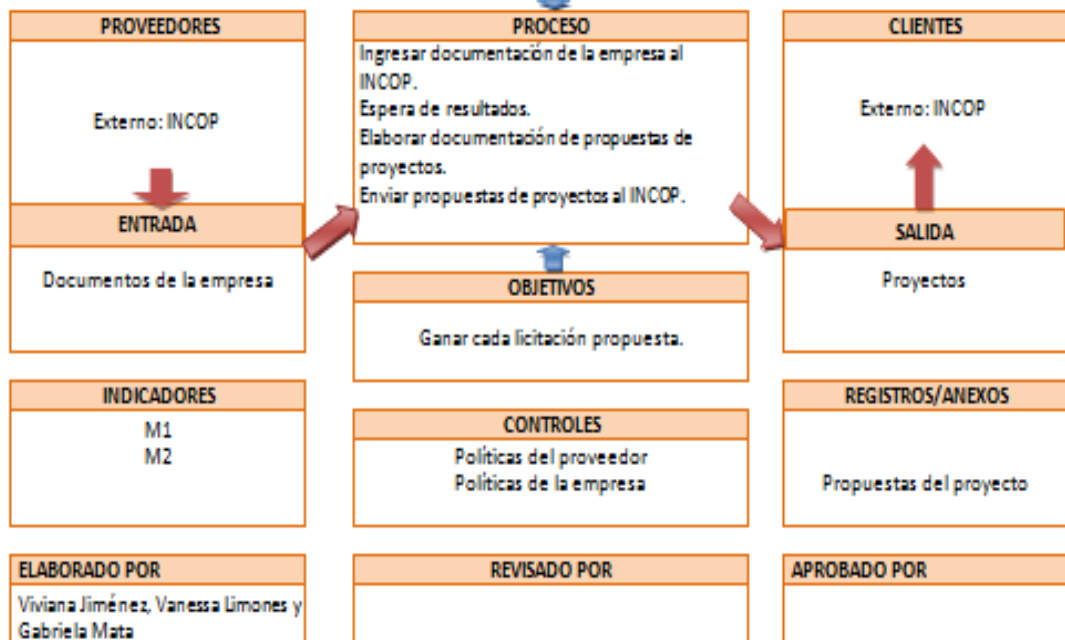 PROVEEDORES
Externo: INCOP
ENTRADA
Documentos de la empresa
PROCESO
Ingresar documentación de la empresa al
INCOP.
Espera de resultados.
Elaborar documentación de propuestas de
proyectos.
Enviar propuestas de proyectos al INCOP.
CLIENTES
Externo: INCOP
SALIDA
Proyectos
OBJETIVOS
Ganar cada licitación propuesta.
INDICADORES
M1
M2
CONTROLES
Políticas del proveedor
Políticas de la empresa
REGISTROS/ANEXOS
Propuestas del proyecto
ELABORADO POR
Viviana Jiménez, Vanessa Limones y
Gabriela Mata
REVISADO POR
APROBADO POR